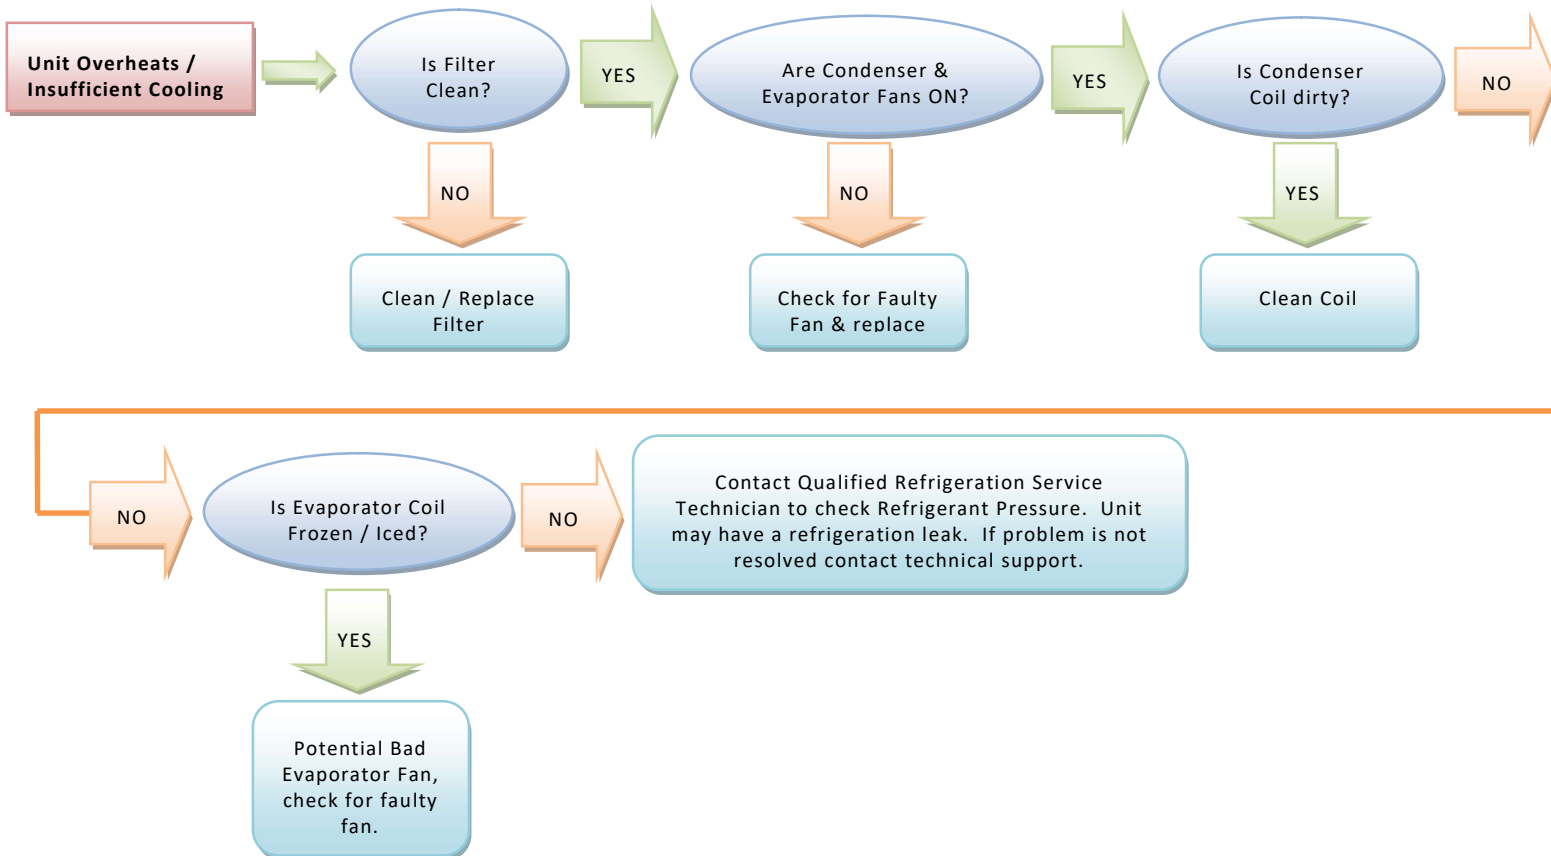 Unit Overheats /
Insufficient Cooling
Is Filter
Clean?
YES
Are Condenser &
Evaporator Fans ON?
YES
Is Condenser
Coil dirty?
NO
NO
NO
YES
Clean / Replace
Filter
Check for Faulty
Fan & replace
Clean Coil
NO
Is Evaporator Coil
Frozen / Iced?
NO
Contact Qualified Refrigeration Service
Technician to check Refrigerant Pressure.  Unit
may have a refrigeration leak.  If problem is not
resolved contact technical support.
YES
Potential Bad
Evaporator Fan,
check for faulty
fan.